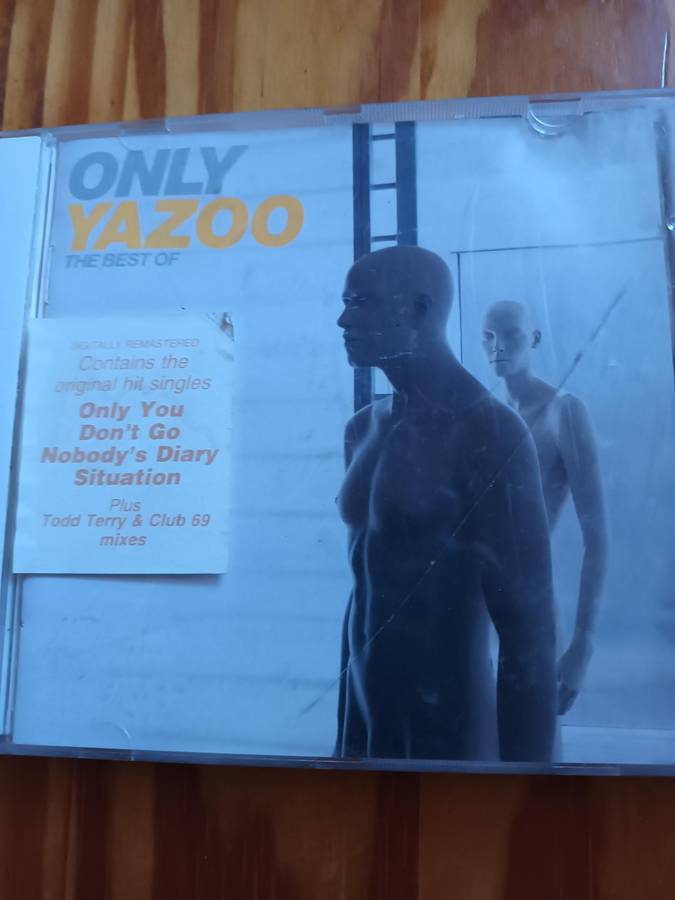 ONLY
YAZOO
THE BEST OF
DIGITALLY REMASTERED
Contains the
original hit singles
Only You
Don't Go
Nobody's Diary
Situation
Plus
Todd Terry & Club 69
mixes